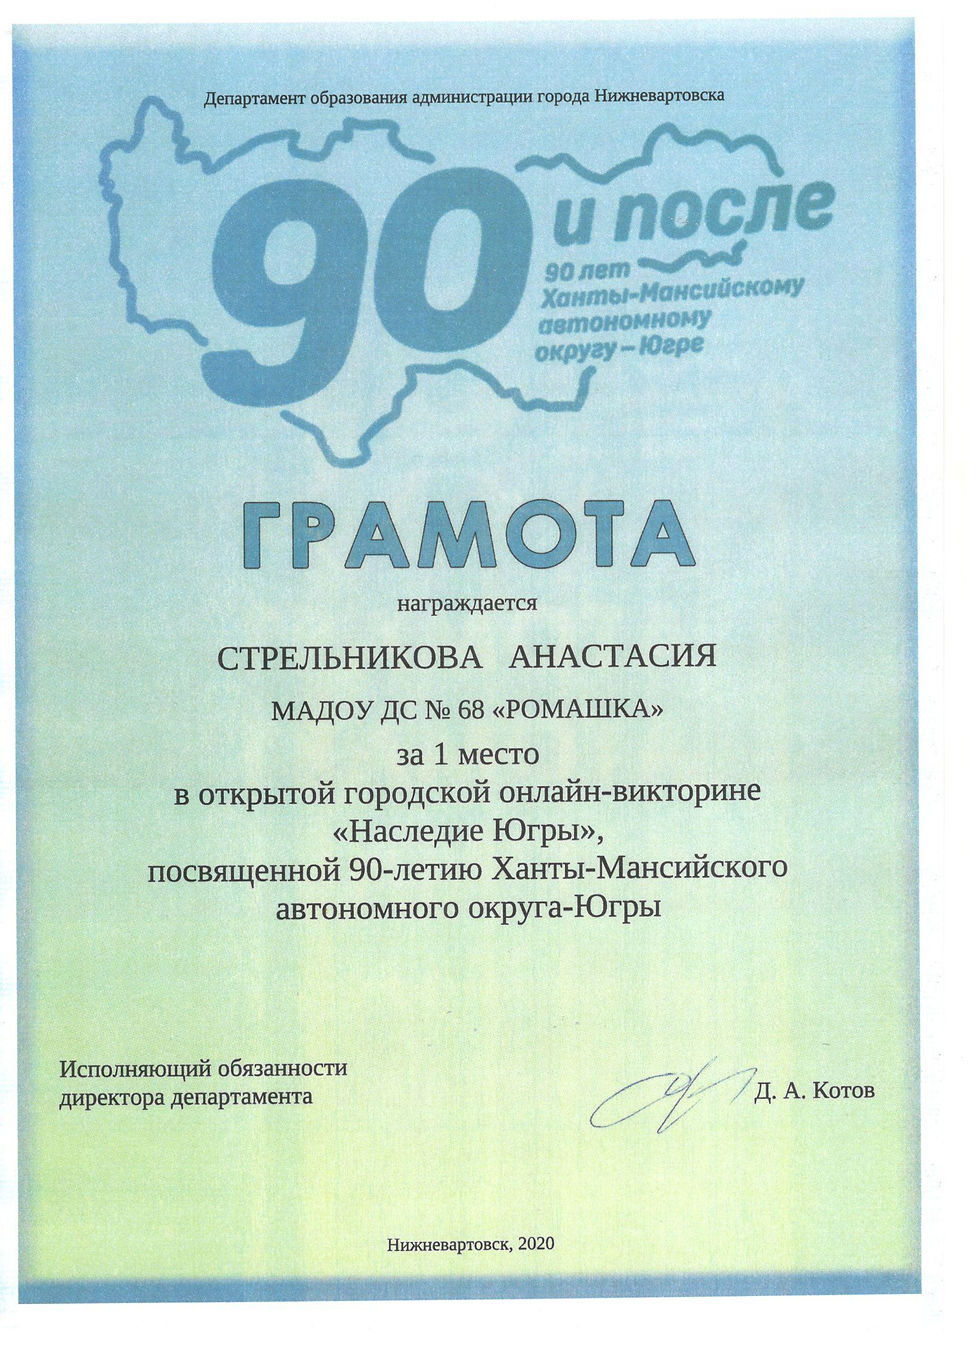 Департамент образования администрации города Нижневартовска
90 и после
90 лет
Ханты-Мансийскому
автономному
округу – Югре
ГРАМОТА
награждается
СТРЕЛЬНИКОВА АНАСТАСИЯ
МАДОУ ДС № 68 «РОМАШКА»
за 1 место
в открытой городской онлайн-викторине
«Наследие Югры»,
посвященной 90-летию Ханты-Мансийского
автономного округа-Югры
Исполняющий обязанности
директора департамента
Д. А. Котов
Нижневартовск, 2020